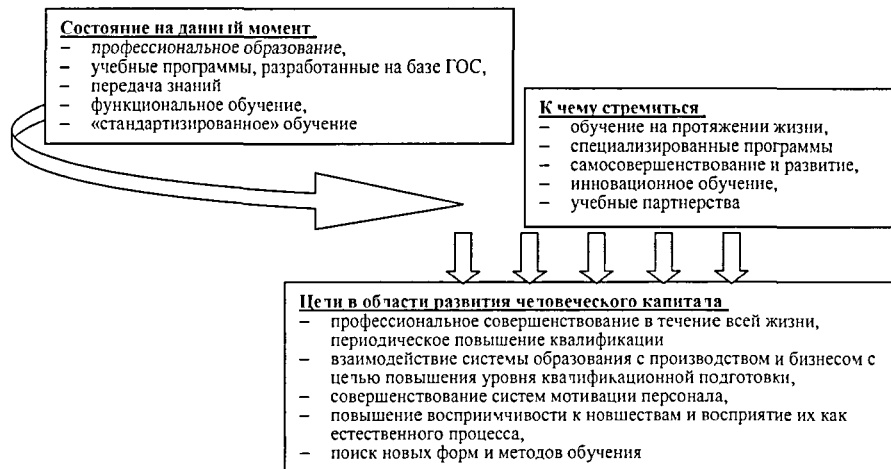 Состояние на данный момент
– профессиональное образование,
– учебные программы, разработанные на базе ГОС,
– передача знаний
– функциональное обучение,
– «стандартизированное» обучение
К чему стремиться
– обучение на протяжении жизни,
– специализированные программы
– самосовершенствование и развитие,
– инновационное обучение,
– учебные партнерства
Цели в области развития человеческого капитала
– профессиональное совершенствование в течение всей жизни,
периодическое повышение квалификации
– взаимодействие системы образования с производством и бизнесом с
целью повышения уровня квалификационной подготовки,
– совершенствование систем мотивации персонала,
– повышение восприимчивости к новшествам и восприятие их как
естественного процесса,
– поиск новых форм и методов обучения